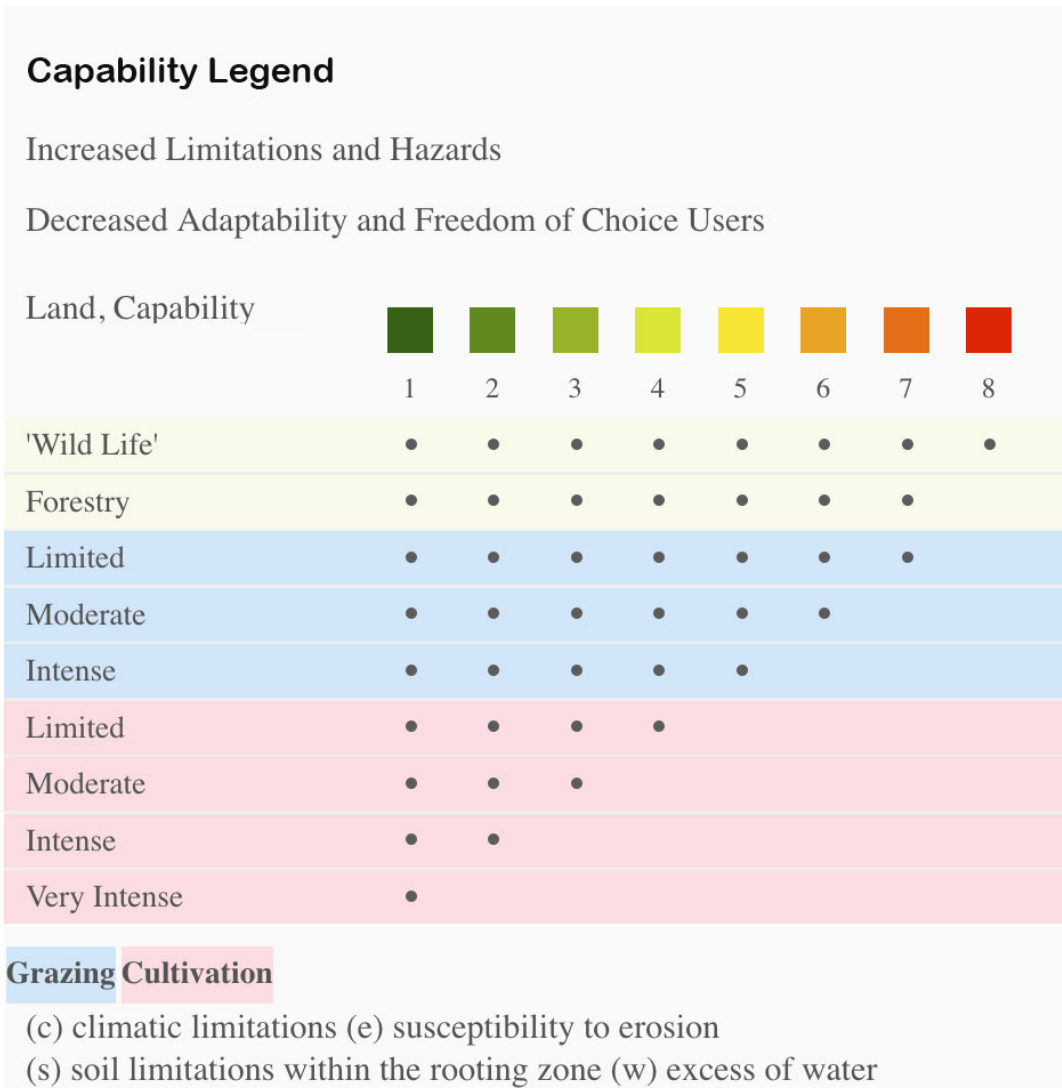 Capability Legend
Increased Limitations and Hazards
Decreased Adaptability and Freedom of Choice Users
Land, Capability
1 2 3 4 5 6 7 8
'Wild Life' • • • • • • • •
Forestry • • • • • • •
Limited • • • • • • •
Moderate • • • • • •
Intense • • • • •
Limited • • • •
Moderate • • •
Intense • •
Very Intense •
Grazing Cultivation
(c) climatic limitations (e) susceptibility to erosion
(s) soil limitations within the rooting zone (w) excess of water